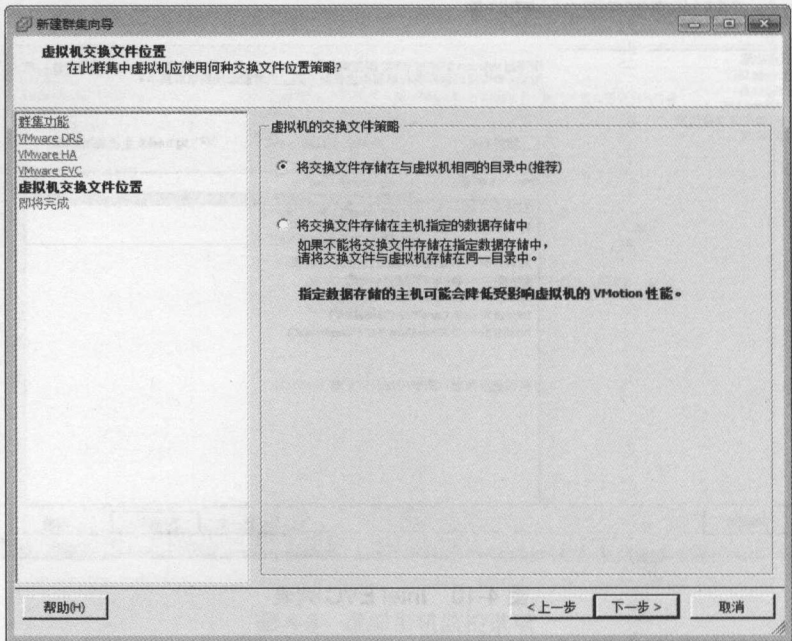 新建群集向导
虚拟机交换文件位置
在此群集中虚拟机应使用何种交换文件位置策略?
群集功能
VMware DRS
VMware HA
VMware EVC
虚拟机交换文件位置
即将完成
虚拟机的交换文件策略
将交换文件存储在与虚拟机相同的目录中(推荐)
将交换文件存储在主机指定的数据存储中
如果不能将交换文件存储在指定数据存储中，
请将交换文件与虚拟机存储在同一目录中。
指定数据存储的主机可能会降低受影响虚拟机的 VMotion 性能。
帮助(H)
<上一步
下一步 >
取消